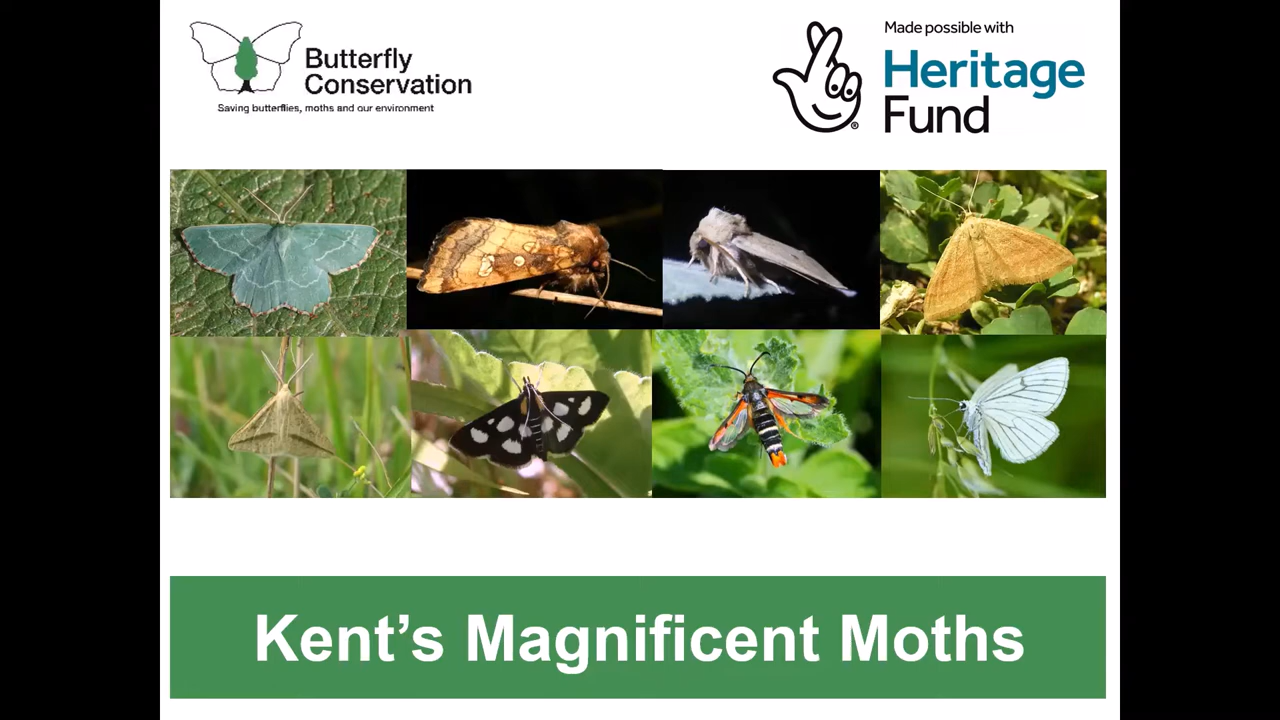 Butterfly
Conservation
Saving butterflies, moths and our environment
Made possible with
Heritage
Fund
®
Kent's Magnificent Moths